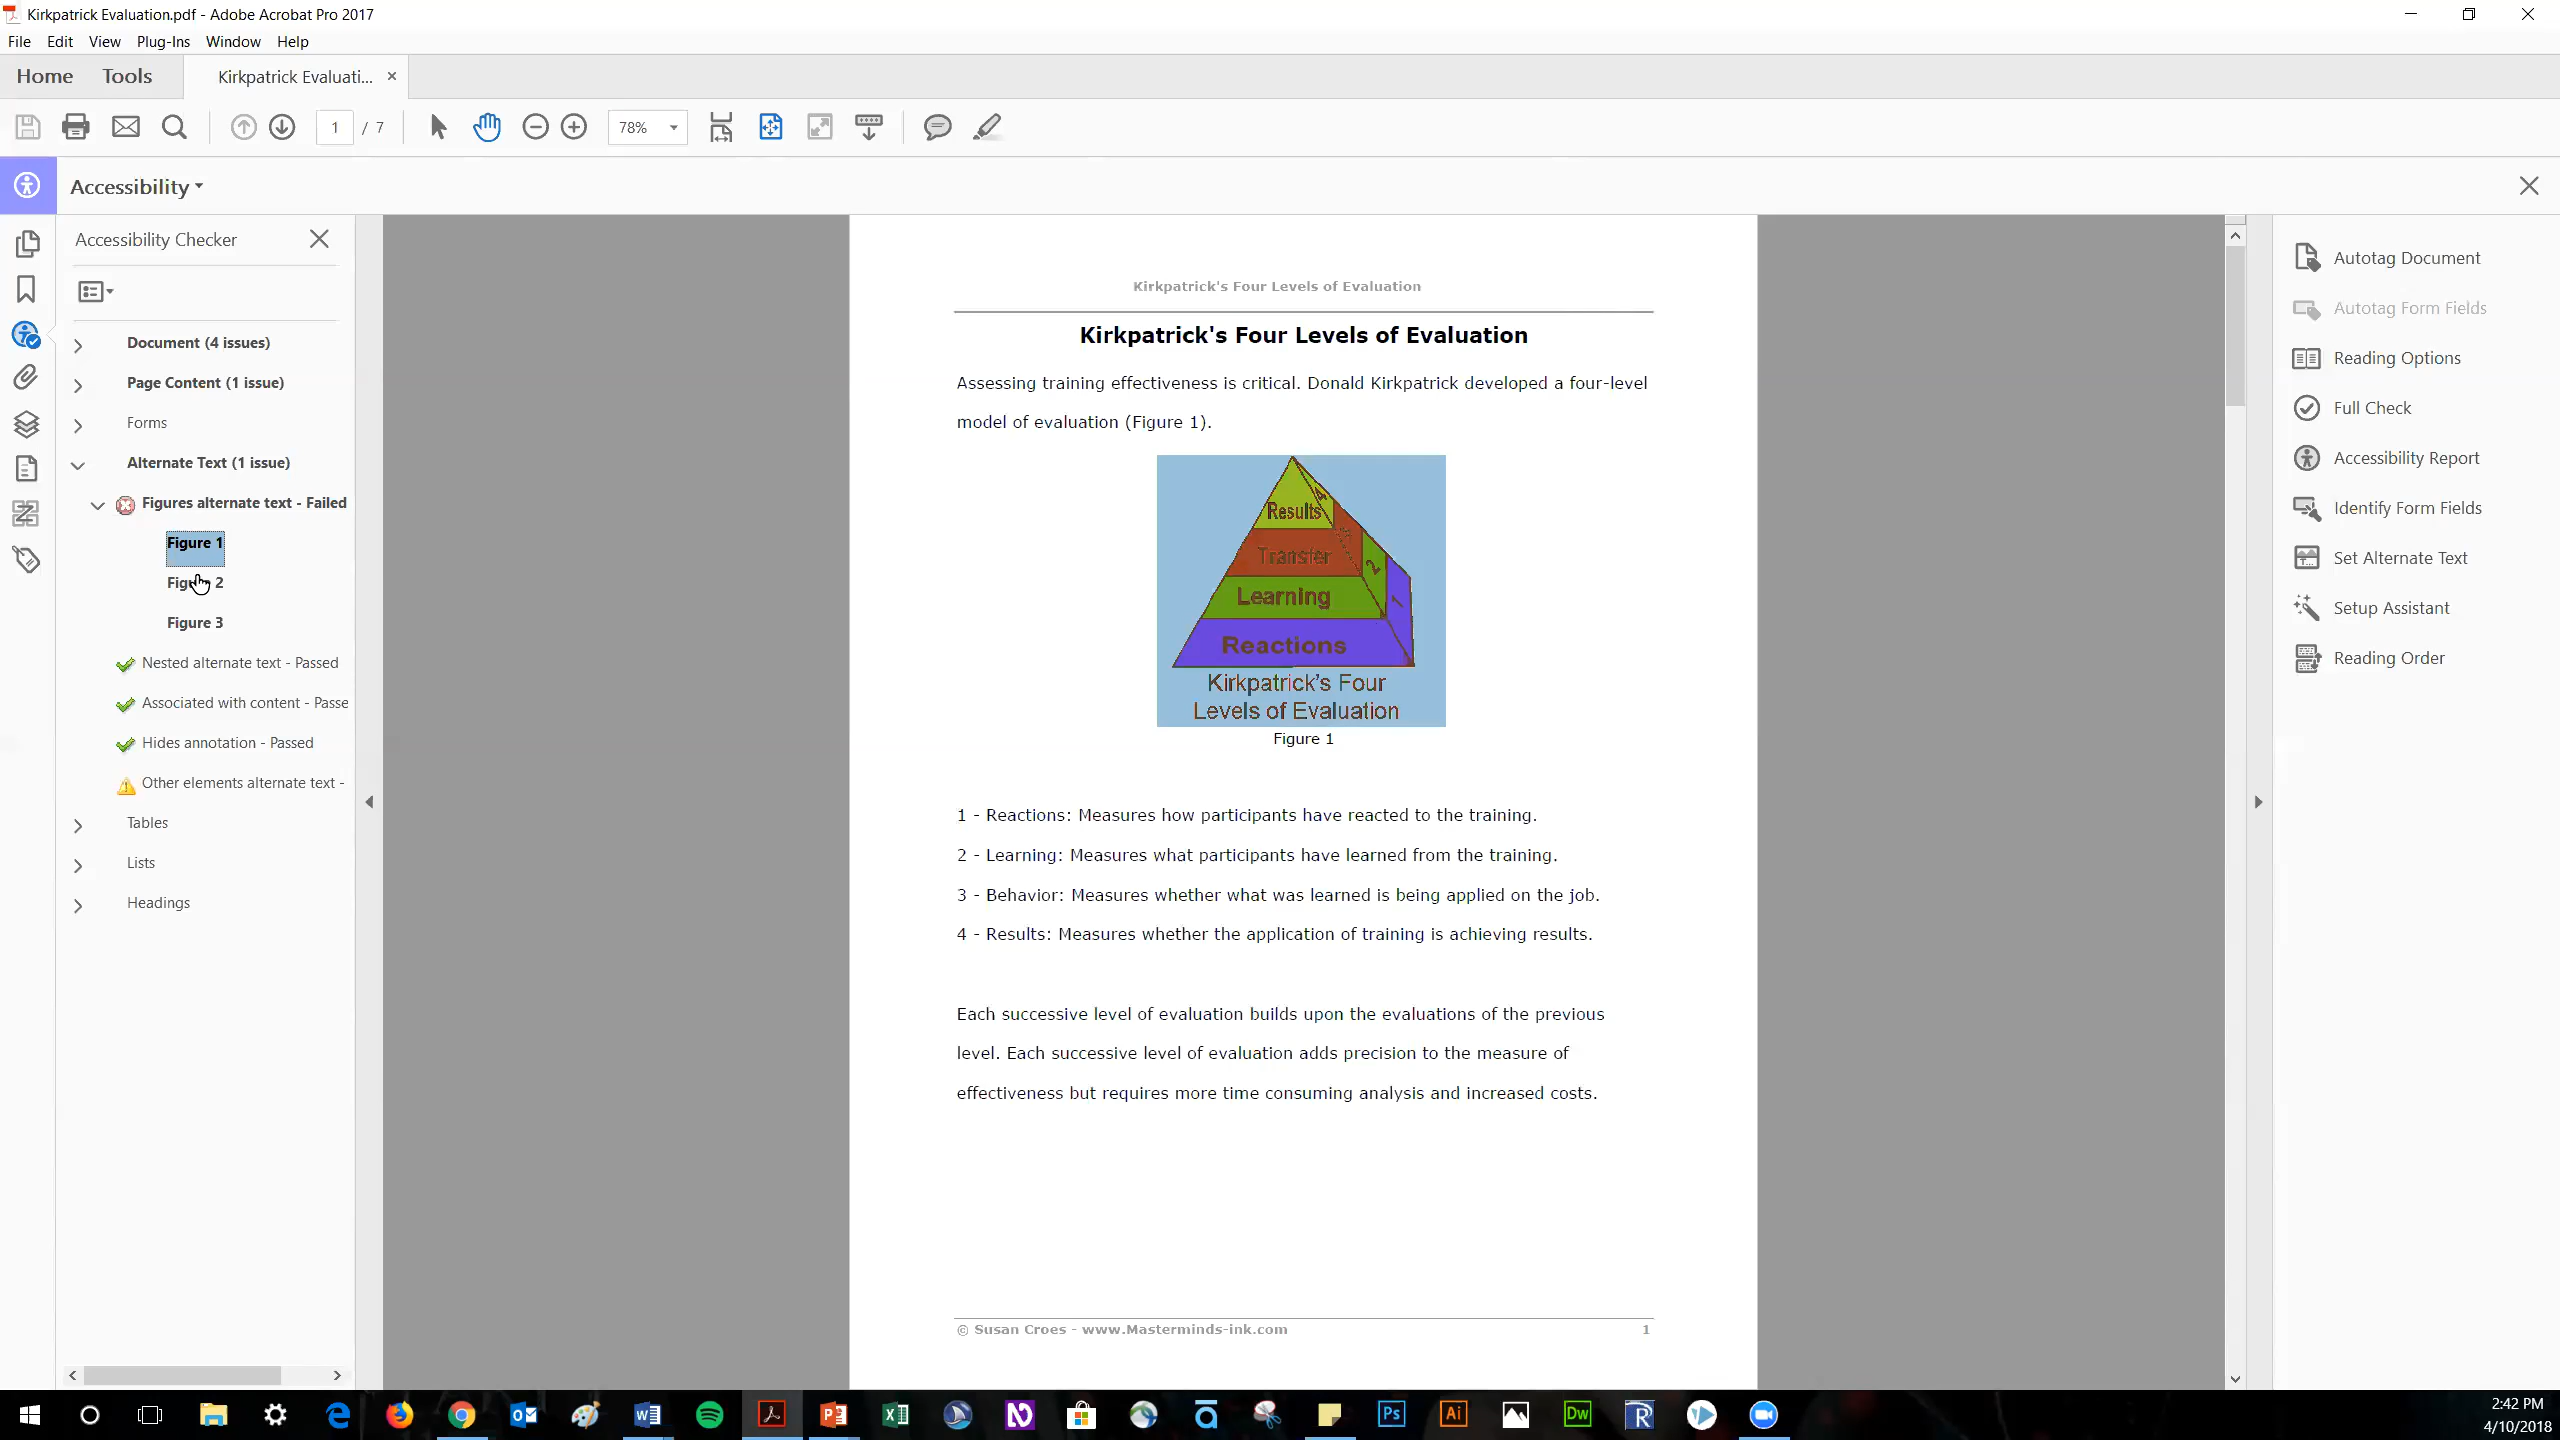 Kirkpatrick Evaluation.pdf - Adobe Acrobat Pro 2017
File Edit View Plug-Ins Window Help
Home Tools Kirkpatrick Evaluati...
1 / 7 78%
Accessibility
Accessibility Checker
Document (4 issues)
Page Content (1 issue)
Forms
Alternate Text (1 issue)
Figures alternate text - Failed
Figure 1
Figure 2
Figure 3
Nested alternate text - Passed
Associated with content - Passe
Hides annotation - Passed
Other elements alternate text -
Tables
Lists
Headings
Kirkpatrick's Four Levels of Evaluation
Kirkpatrick's Four Levels of Evaluation
Assessing training effectiveness is critical. Donald Kirkpatrick developed a four-level
model of evaluation (Figure 1).
Results 4
Transfer
Learning 2
Reactions 1
Kirkpatrick's Four
Levels of Evaluation
Figure 1
1 - Reactions: Measures how participants have reacted to the training.
2 - Learning: Measures what participants have learned from the training.
3 - Behavior: Measures whether what was learned is being applied on the job.
4 - Results: Measures whether the application of training is achieving results.
Each successive level of evaluation builds upon the evaluations of the previous
level. Each successive level of evaluation adds precision to the measure of
effectiveness but requires more time consuming analysis and increased costs.
© Susan Croes - www.Masterminds-ink.com 1
Autotag Document
Autotag Form Fields
Reading Options
Full Check
Accessibility Report
Identify Form Fields
Set Alternate Text
Setup Assistant
Reading Order
Ps Ai Dw R
2:42 PM
4/10/2018